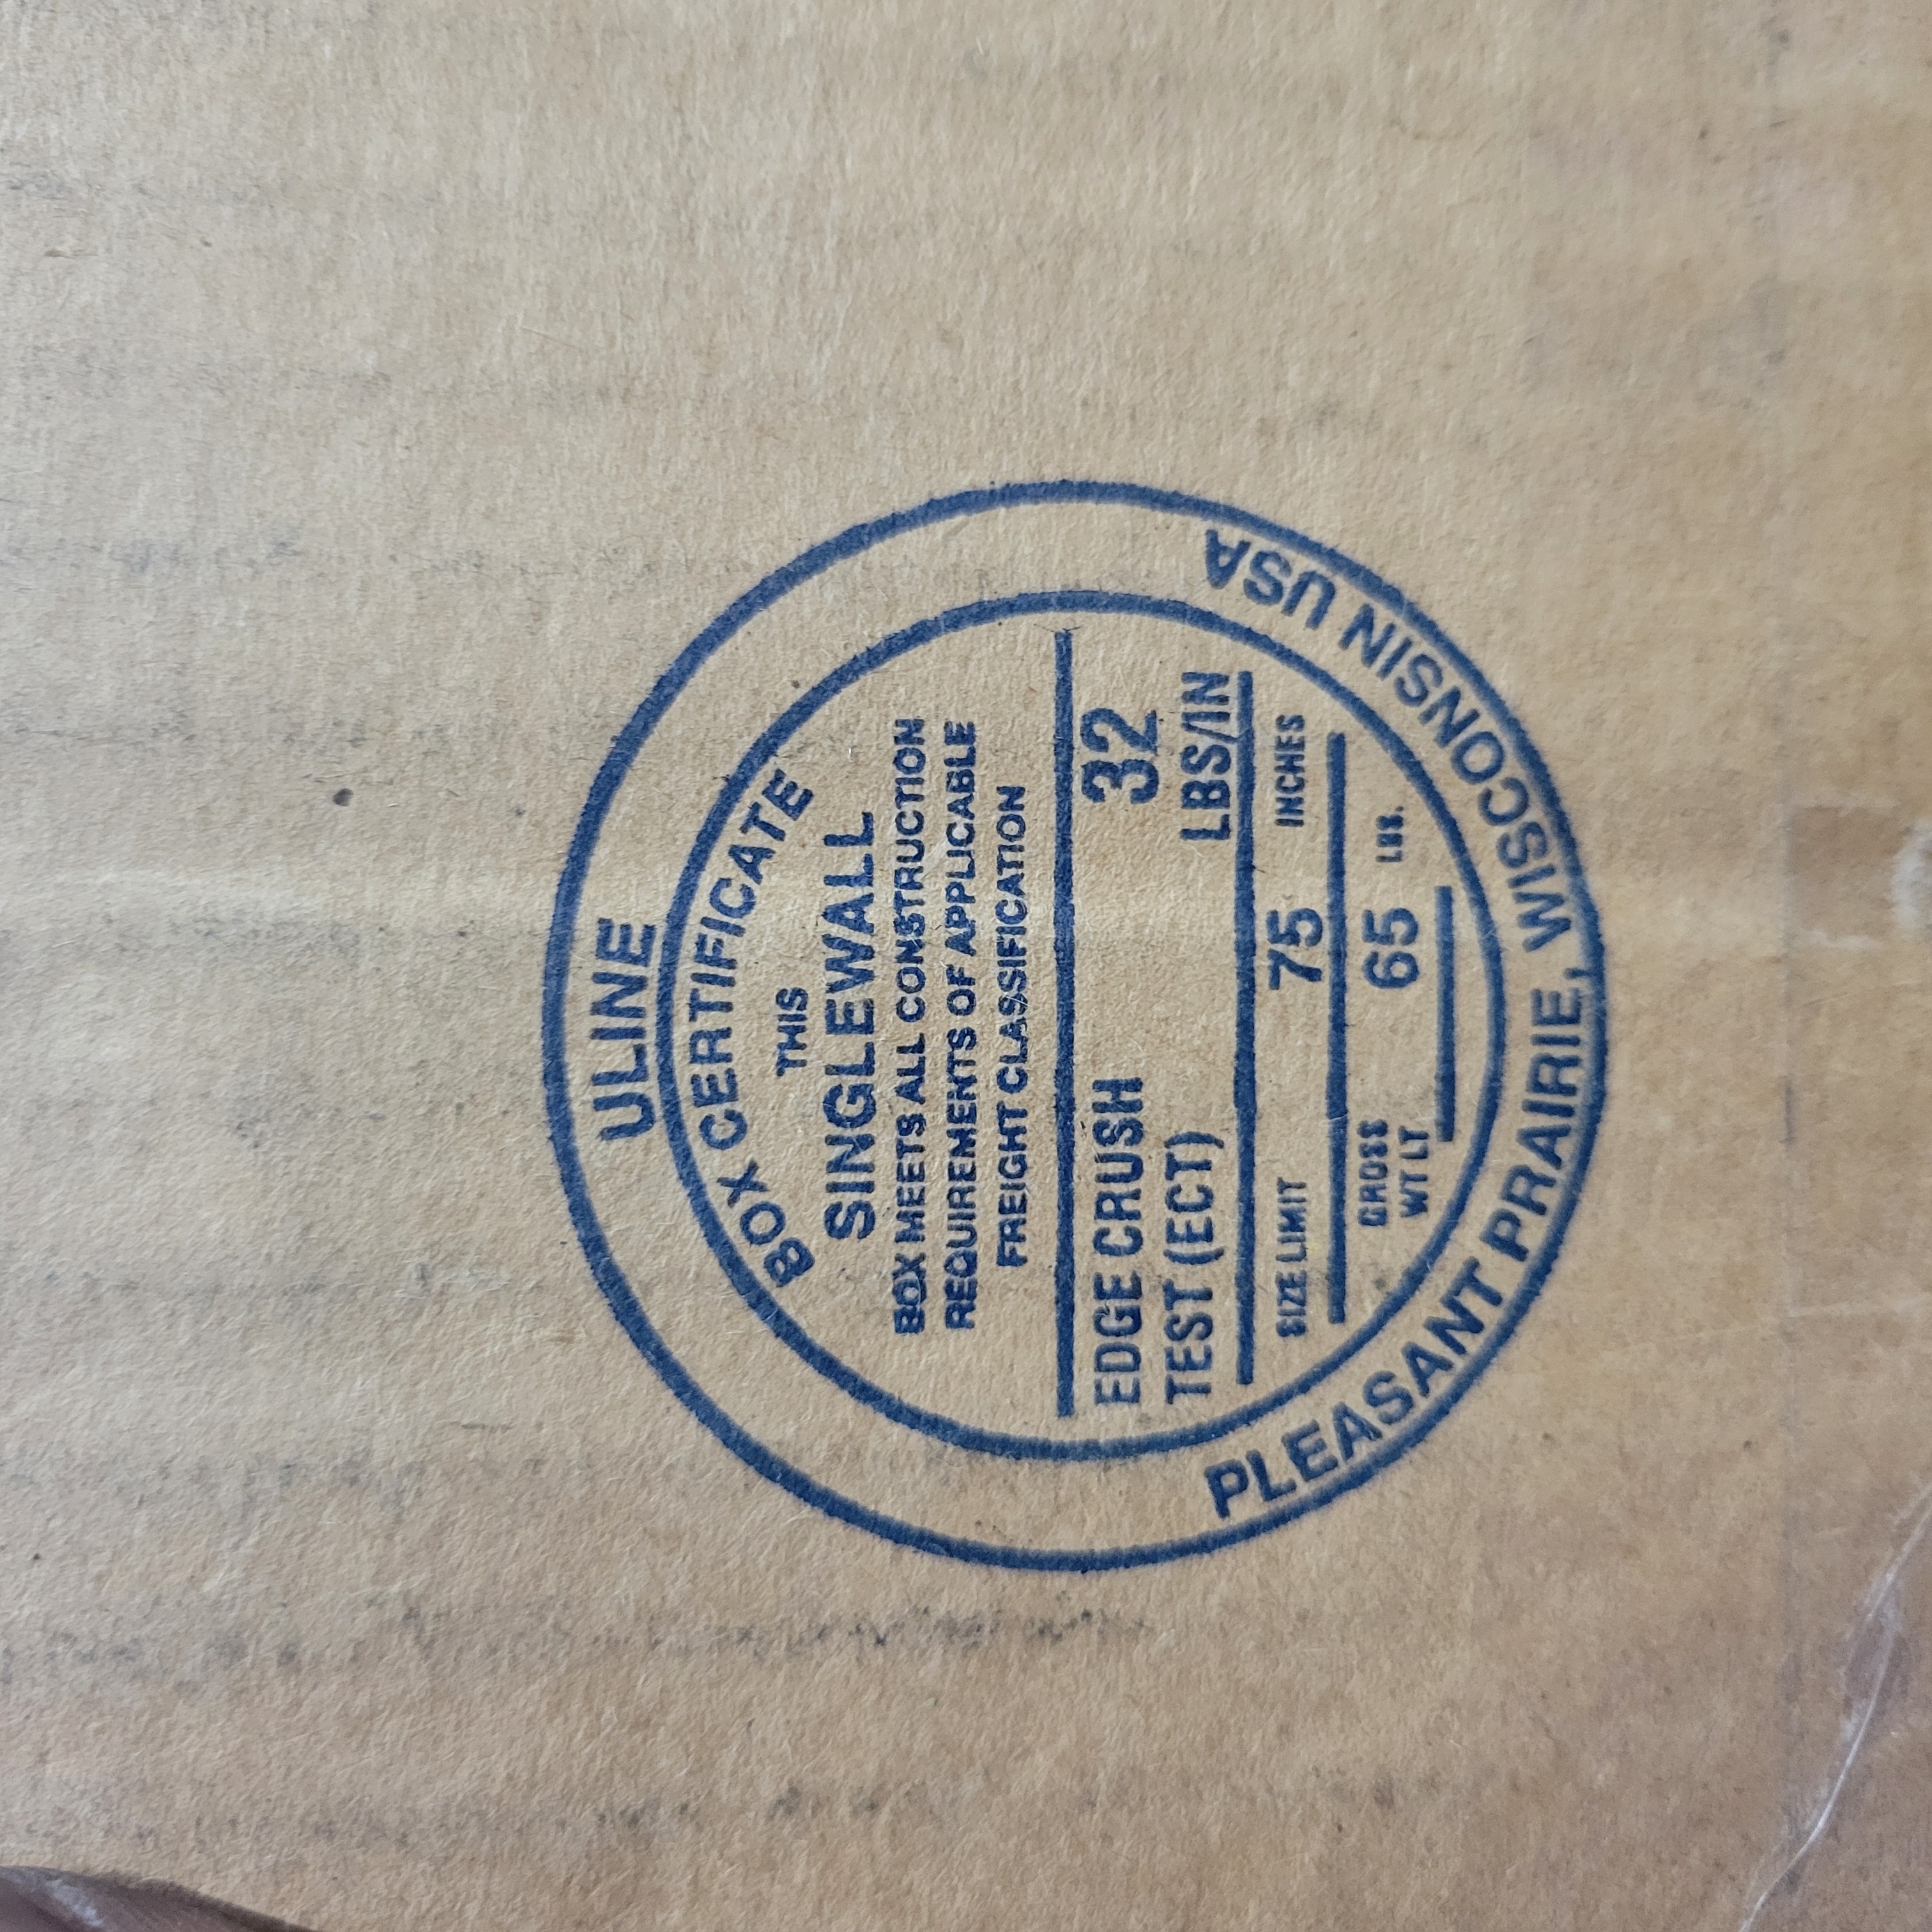 ULINE
BOX CERTIFICATE
THIS
SINGLEWALL
BOX MEETS ALL CONSTRUCTION
REQUIREMENTS OF APPLICABLE
FREIGHT CLASSIFICATION
EDGE CRUSH 32
TEST (ECT) LBS/IN
SIZE LIMIT 75 INCHES
GROSS 65 LBS.
WT LT
PLEASANT PRAIRIE, WISCONSIN USA